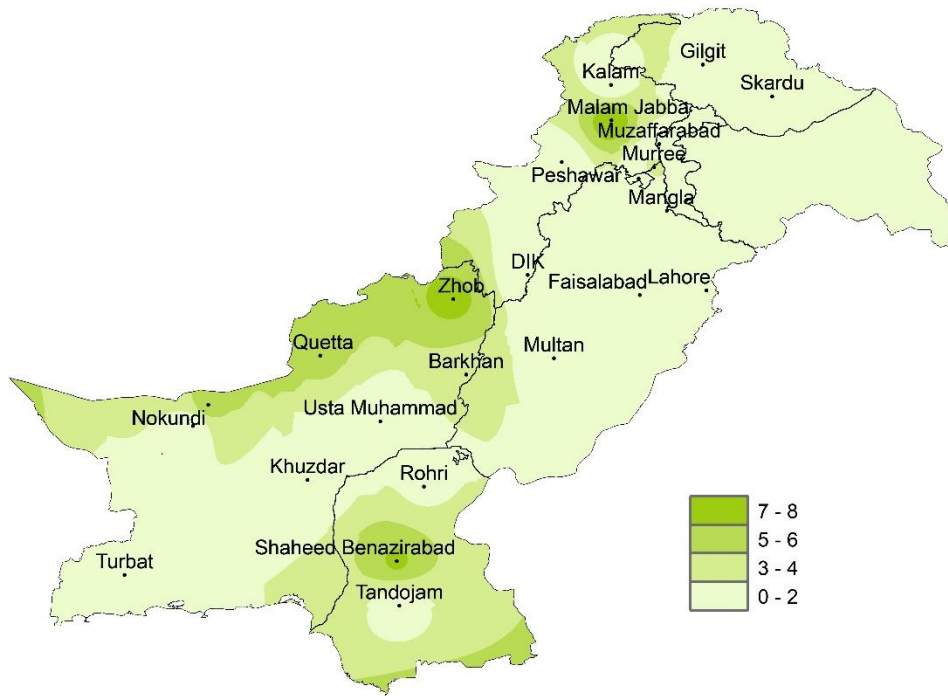 Gilgit
Kalam
Skardu
Malam Jabba
Muzaffarabad
Murree
Peshawar
Mangla
DIK
Zhob
Faisalabad
Lahore
Quetta
Multan
Barkhan
Nokundi
Usta Muhammad
Khuzdar
Rohri
7 - 8
5 - 6
Shaheed Benazirabad
3 - 4
Turbat
Tandojam
0 - 2